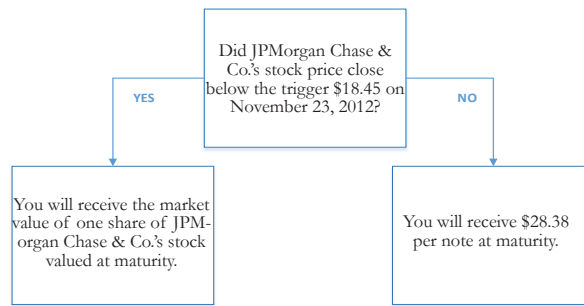 Did JPMorgan Chase &
Co.'s stock price close
below the trigger $18.45 on
November 23, 2012?
YES
NO
You will receive the market
value of one share of JPM-
organ Chase & Co.'s stock
valued at maturity.
You will receive $28.38
per note at maturity.